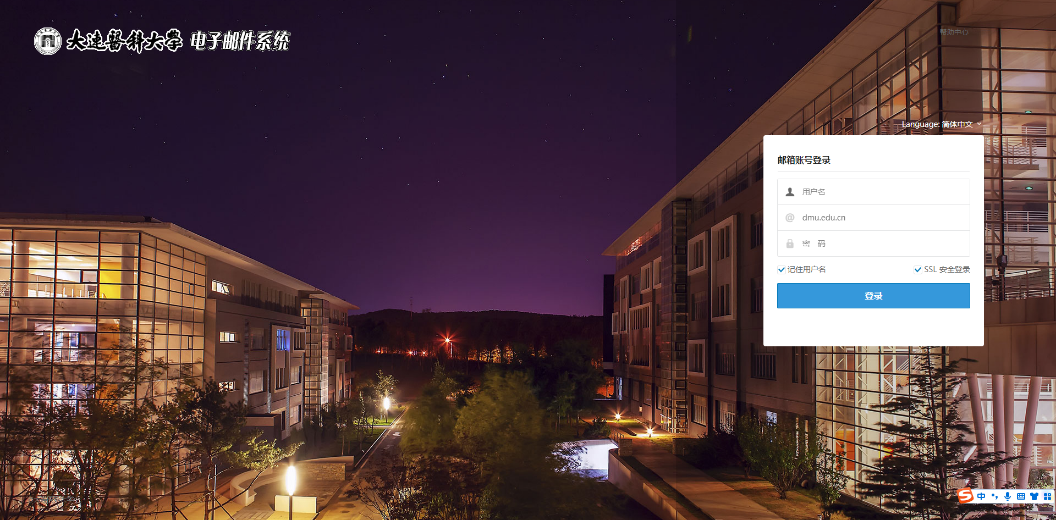 大连醫科大学 电子邮件系统
帮助中心
Language: 简体中文
邮箱账号登录
用户名
@ dmu.edu.cn
密 码
记住用户名 SSL 安全登录
登录
S 中